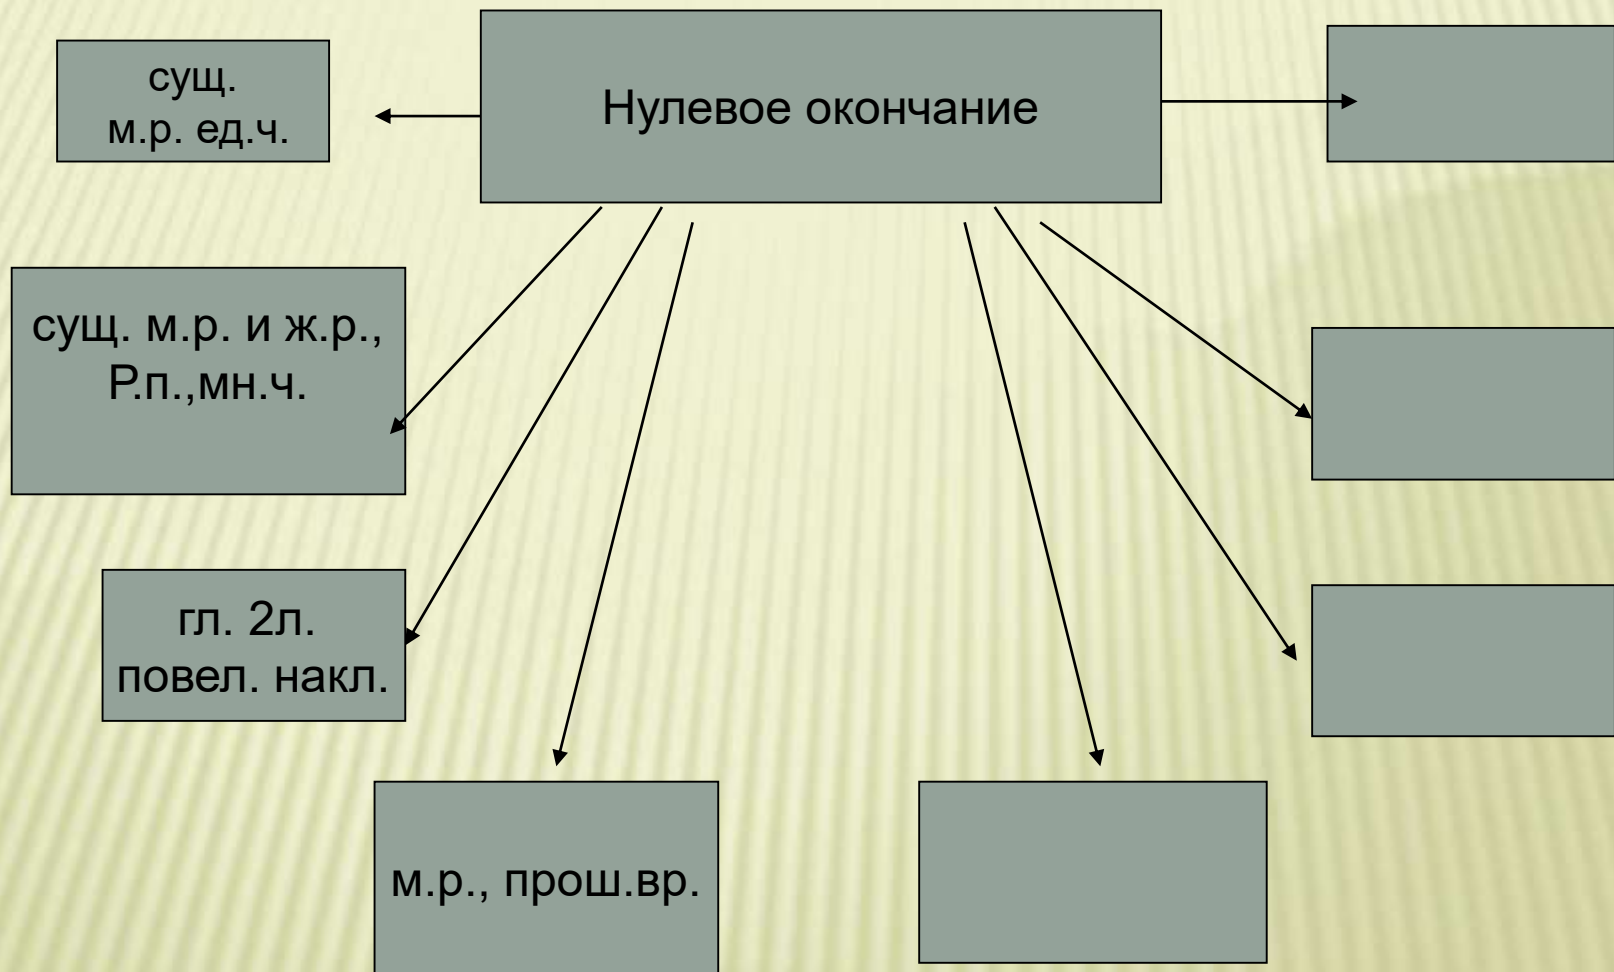 Нулевое окончание
сущ.
м.р. ед.ч.
сущ. м.р. и ж.р.,
Р.п.,мн.ч.
гл. 2л.
повел. накл.
м.р., прош.вр.